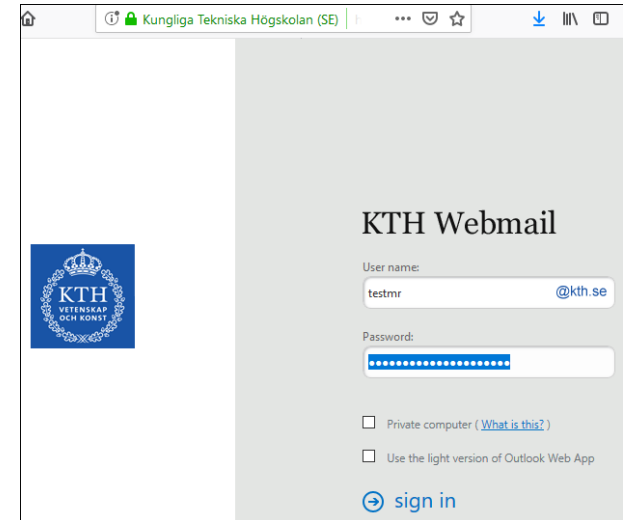 Kungliga Tekniska Högskolan (SE)
KTH Webmail
User name:
testmr @kth.se
Password:
KTH
VETENSKAP
OCH KONST
Private computer ( What is this? )
Use the light version of Outlook Web App
sign in